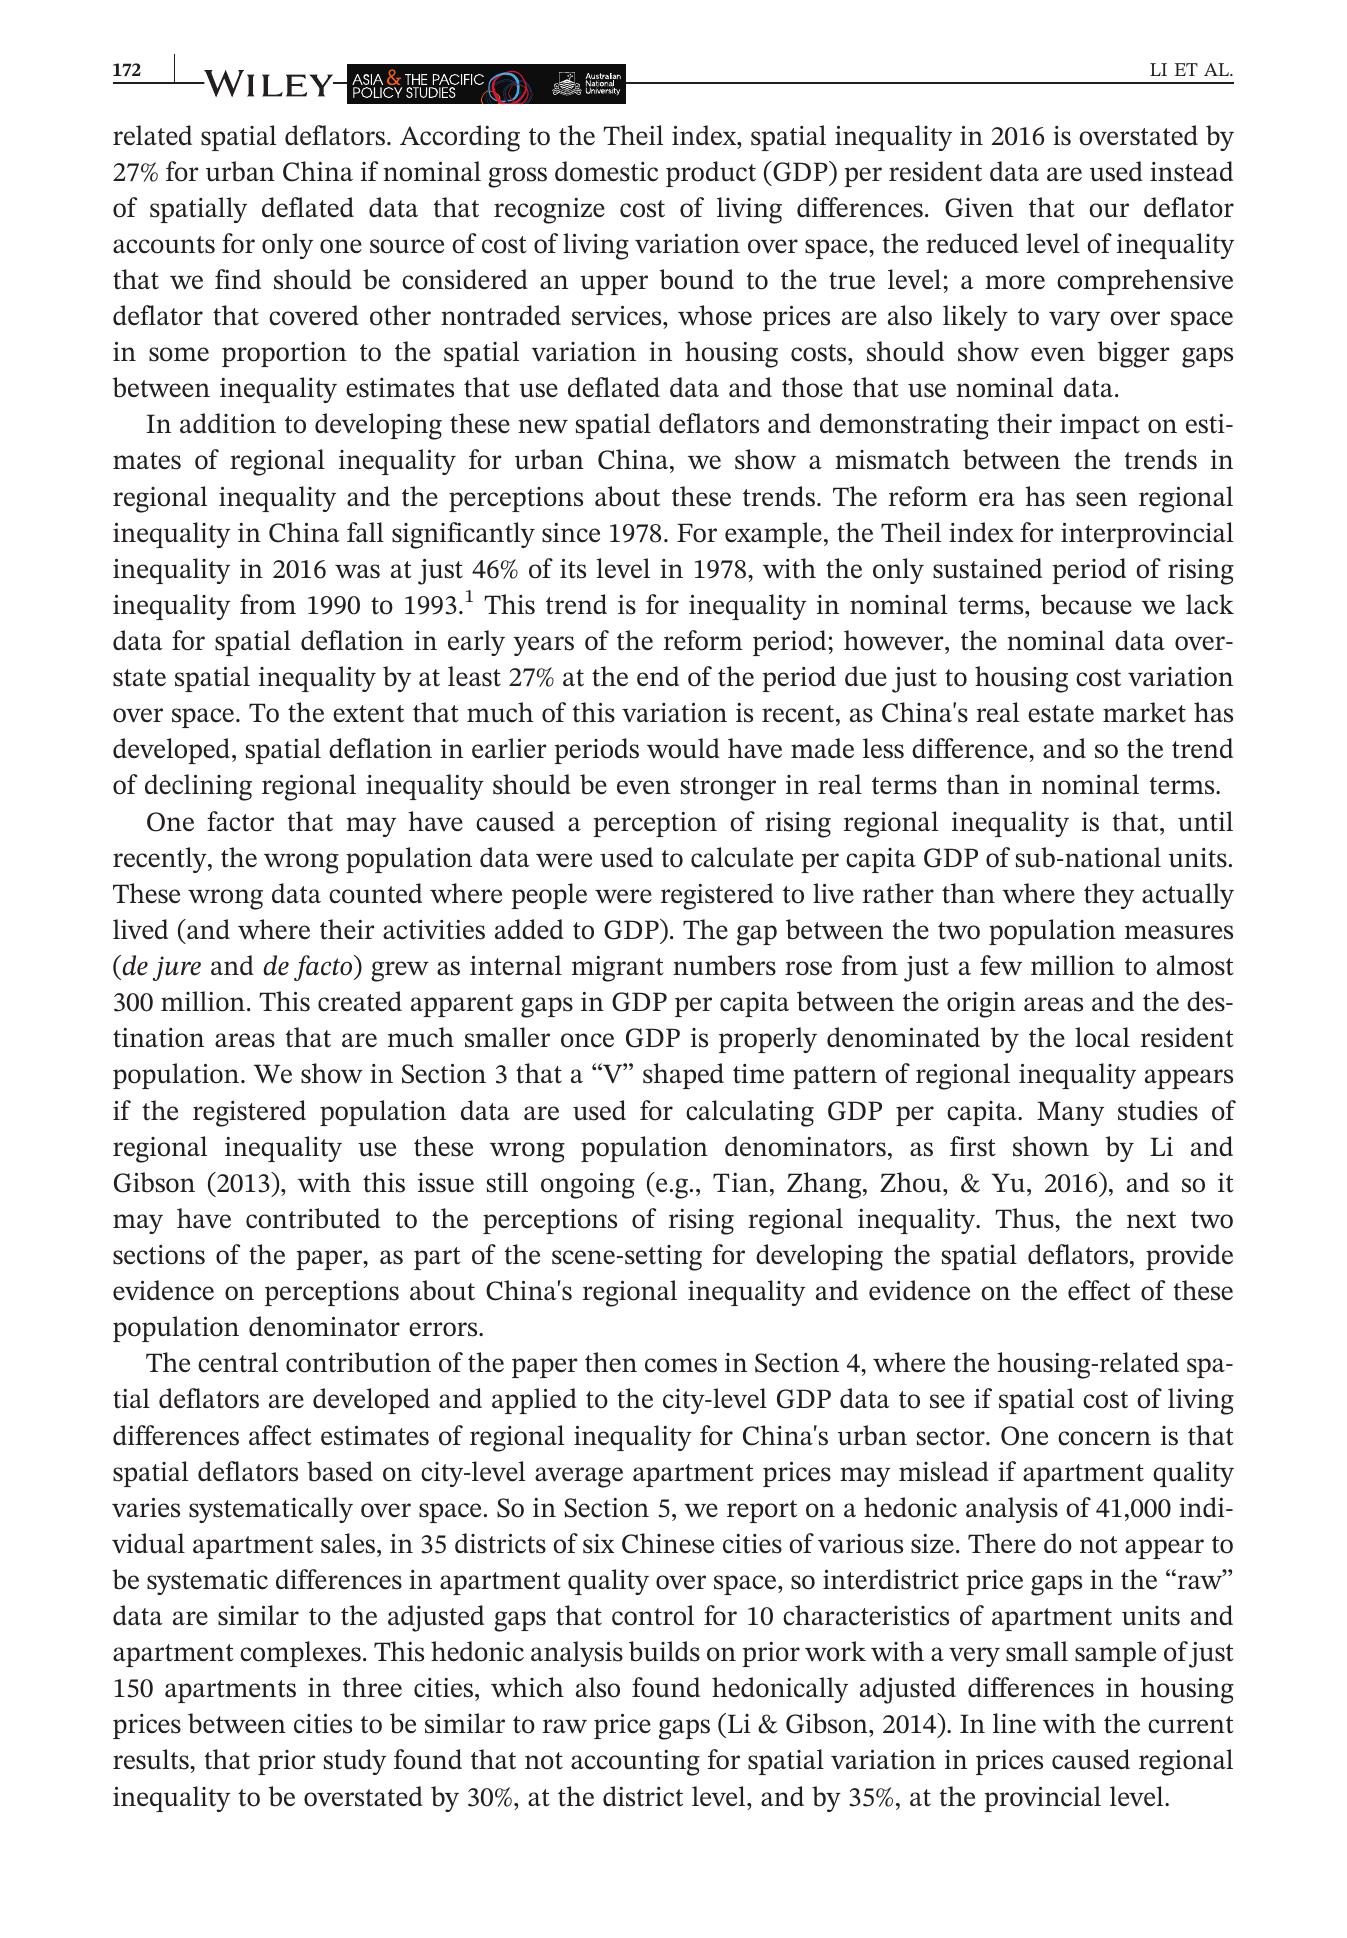 172
WILEY
ASIA & THE PACIFIC
POLICY STUDIES
Australian
National
University
LI ET AL.
related spatial deflators. According to the Theil index, spatial inequality in 2016 is overstated by
27% for urban China if nominal gross domestic product (GDP) per resident data are used instead
of spatially deflated data that recognize cost of living differences. Given that our deflator
accounts for only one source of cost of living variation over space, the reduced level of inequality
that we find should be considered an upper bound to the true level; a more comprehensive
deflator that covered other nontraded services, whose prices are also likely to vary over space
in some proportion to the spatial variation in housing costs, should show even bigger gaps
between inequality estimates that use deflated data and those that use nominal data.
In addition to developing these new spatial deflators and demonstrating their impact on esti-
mates of regional inequality for urban China, we show a mismatch between the trends in
regional inequality and the perceptions about these trends. The reform era has seen regional
inequality in China fall significantly since 1978. For example, the Theil index for interprovincial
inequality in 2016 was at just 46% of its level in 1978, with the only sustained period of rising
inequality from 1990 to 1993.1 This trend is for inequality in nominal terms, because we lack
data for spatial deflation in early years of the reform period; however, the nominal data over-
state spatial inequality by at least 27% at the end of the period due just to housing cost variation
over space. To the extent that much of this variation is recent, as China's real estate market has
developed, spatial deflation in earlier periods would have made less difference, and so the trend
of declining regional inequality should be even stronger in real terms than in nominal terms.
One factor that may have caused a perception of rising regional inequality is that, until
recently, the wrong population data were used to calculate per capita GDP of sub-national units.
These wrong data counted where people were registered to live rather than where they actually
lived (and where their activities added to GDP). The gap between the two population measures
(de jure and de facto) grew as internal migrant numbers rose from just a few million to almost
300 million. This created apparent gaps in GDP per capita between the origin areas and the des-
tination areas that are much smaller once GDP is properly denominated by the local resident
population. We show in Section 3 that a “V” shaped time pattern of regional inequality appears
if the registered population data are used for calculating GDP per capita. Many studies of
regional inequality use these wrong population denominators, as first shown by Li and
Gibson (2013), with this issue still ongoing (e.g., Tian, Zhang, Zhou, & Yu, 2016), and so it
may have contributed to the perceptions of rising regional inequality. Thus, the next two
sections of the paper, as part of the scene-setting for developing the spatial deflators, provide
evidence on perceptions about China's regional inequality and evidence on the effect of these
population denominator errors.
The central contribution of the paper then comes in Section 4, where the housing-related spa-
tial deflators are developed and applied to the city-level GDP data to see if spatial cost of living
differences affect estimates of regional inequality for China's urban sector. One concern is that
spatial deflators based on city-level average apartment prices may mislead if apartment quality
varies systematically over space. So in Section 5, we report on a hedonic analysis of 41,000 indi-
vidual apartment sales, in 35 districts of six Chinese cities of various size. There do not appear to
be systematic differences in apartment quality over space, so interdistrict price gaps in the “raw”
data are similar to the adjusted gaps that control for 10 characteristics of apartment units and
apartment complexes. This hedonic analysis builds on prior work with a very small sample of just
150 apartments in three cities, which also found hedonically adjusted differences in housing
prices between cities to be similar to raw price gaps (Li & Gibson, 2014). In line with the current
results, that prior study found that not accounting for spatial variation in prices caused regional
inequality to be overstated by 30%, at the district level, and by 35%, at the provincial level.